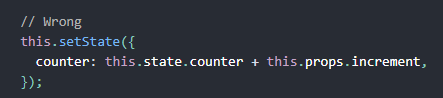 // Wrong
this.setState({
  counter: this.state.counter + this.props.increment,
});